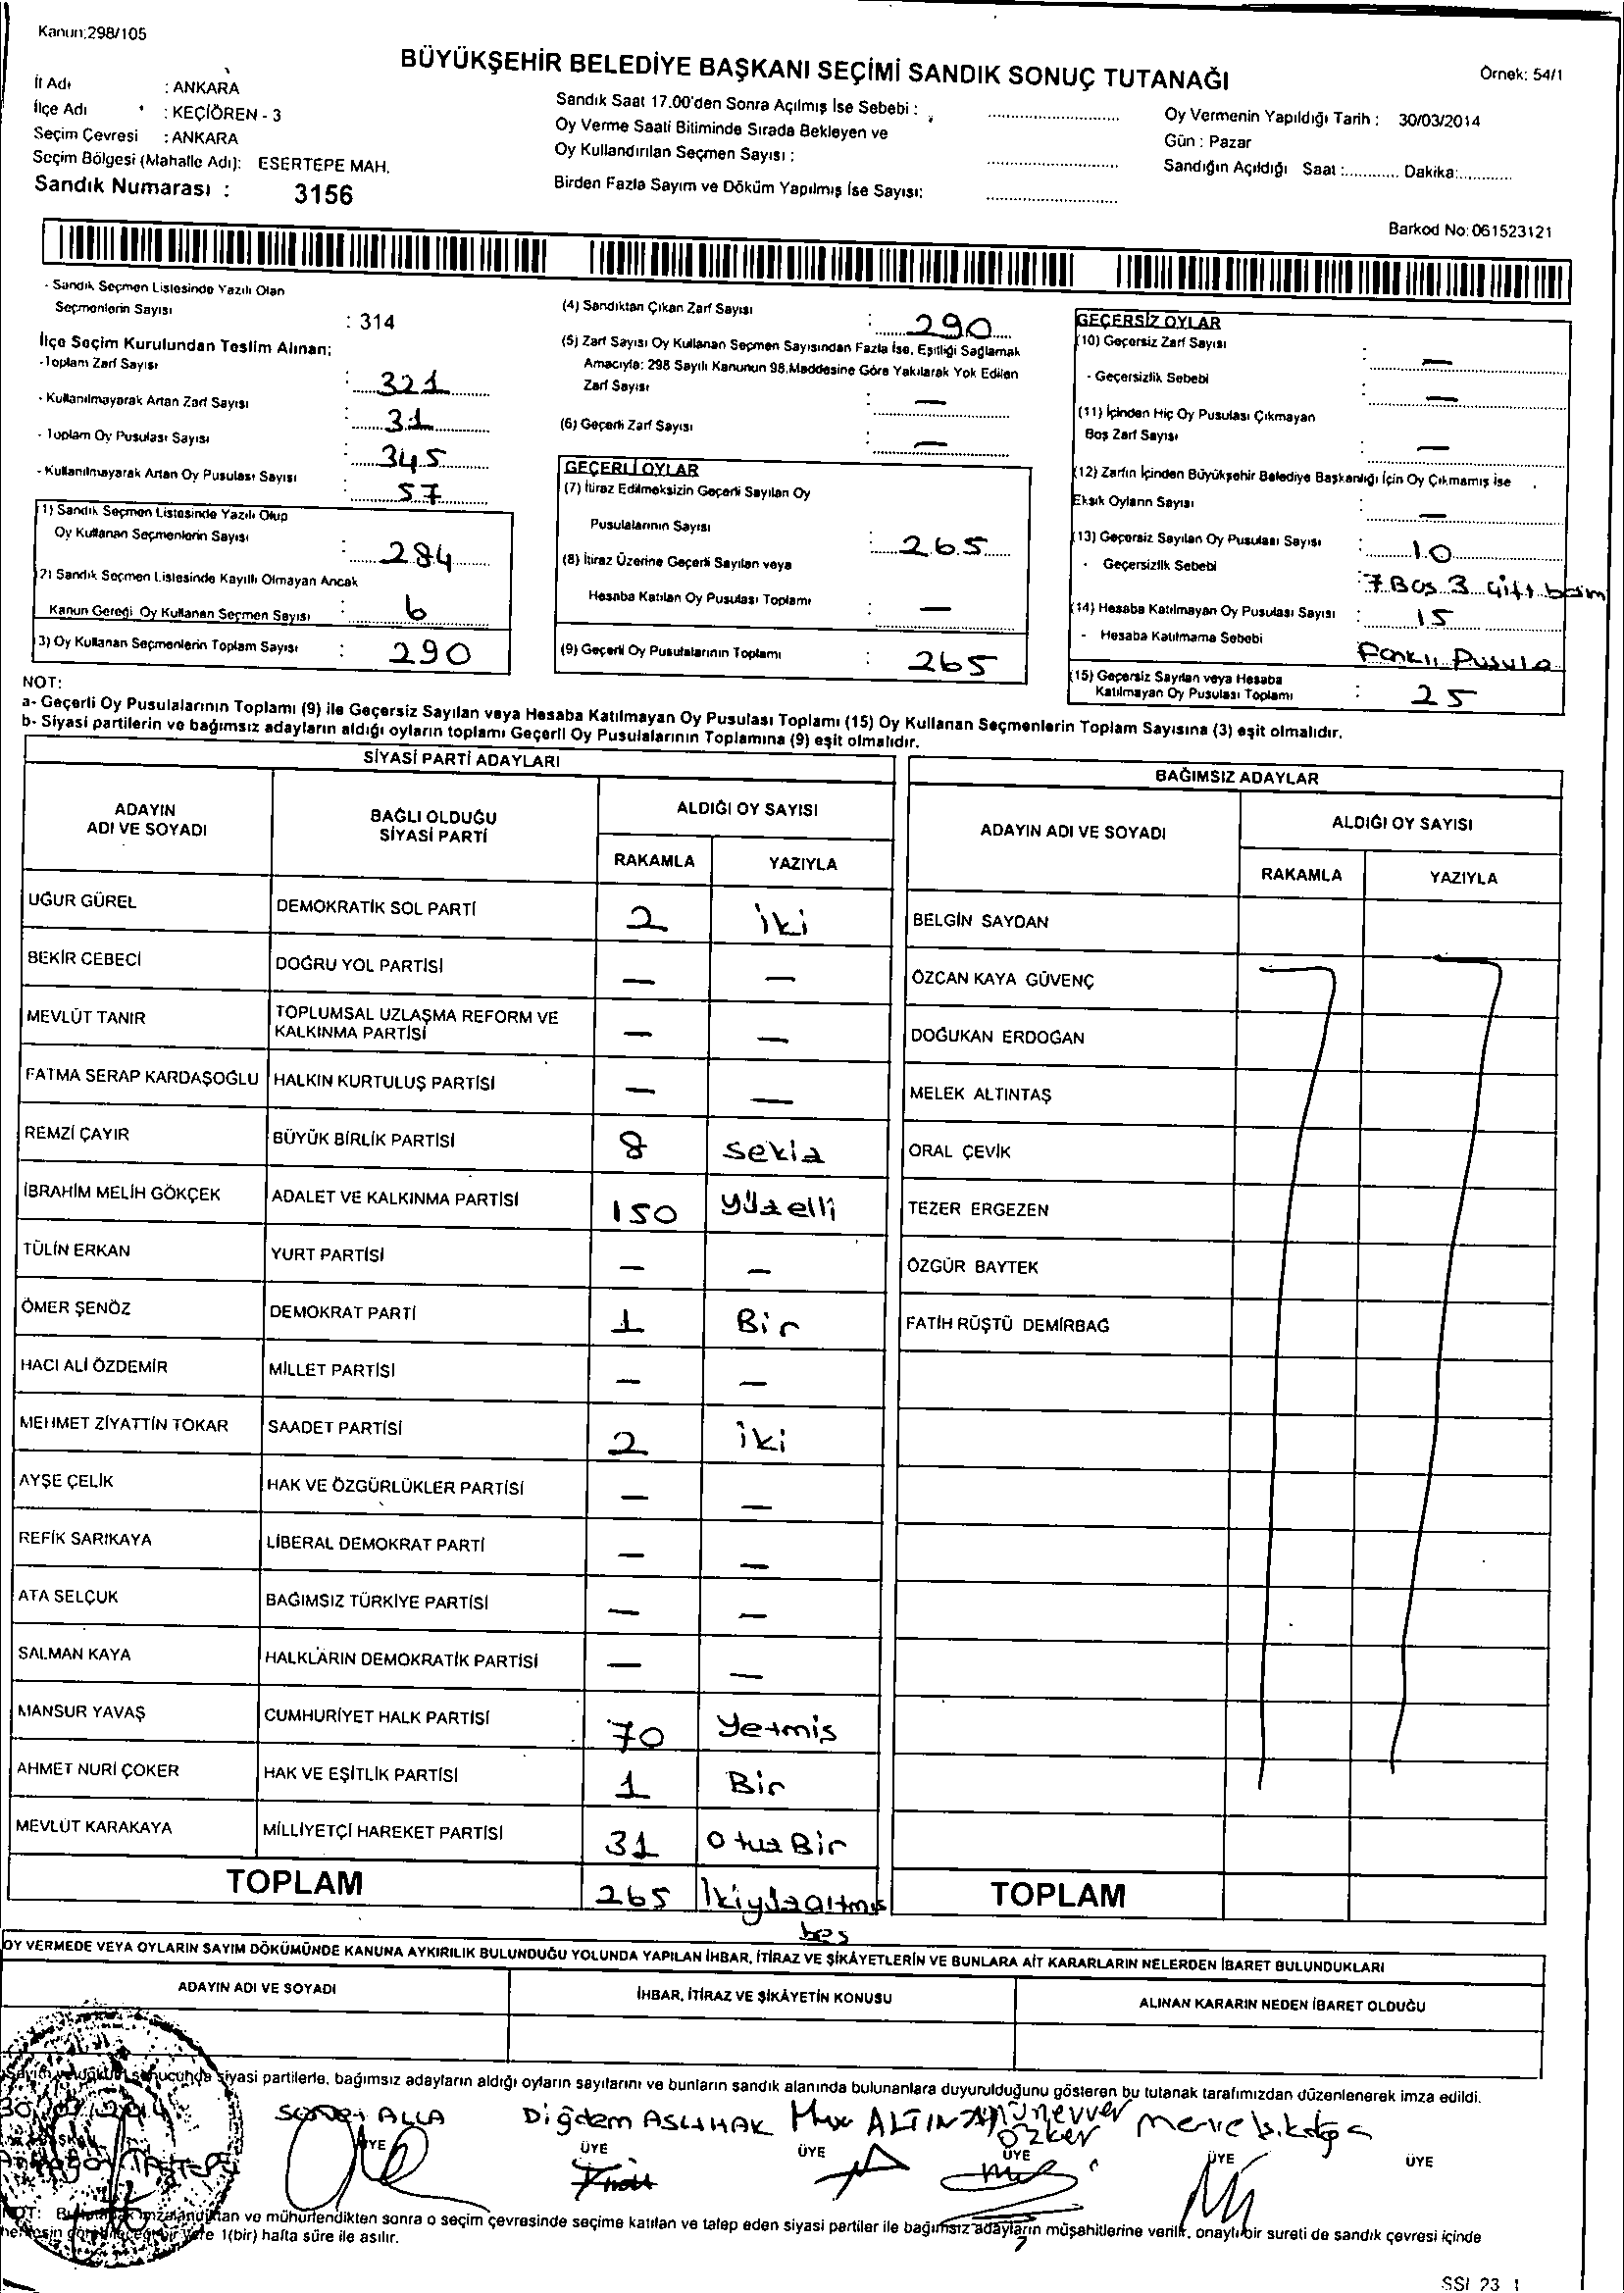 Kanun:298/105
BÜYÜKŞEHİR BELEDİYE BAŞKANI SEÇİMİ SANDIK SONUÇ TUTANAĞI
Örnek: 54/1
İl Adı : ANKARA
İlçe Adı : KEÇİÖREN - 3
Seçim Çevresi : ANKARA
Seçim Bölgesi (Mahalle Adı): ESERTEPE MAH.
Sandık Numarası : 3156
Sandık Saat 17.00'den Sonra Açılmış İse Sebebi :
Oy Verme Saati Bitiminde Sırada Bekleyen ve
Oy Kullandırılan Seçmen Sayısı :
Birden Fazla Sayım ve Döküm Yapılmış İse Sayısı:
Oy Vermenin Yapıldığı Tarih : 30/03/2014
Gün : Pazar
Sandığın Açıldığı Saat :............ Dakika:............
Barkod No: 061523121
- Sandık Seçmen Listesinde Yazılı Olan
Seçmenlerin Sayısı : 314
İlçe Seçim Kurulundan Teslim Alınan;
-Toplam Zarf Sayısı : 321
- Kullanılmayarak Artan Zarf Sayısı : 31
- Toplam Oy Pusulası Sayısı : 345
- Kullanılmayarak Artan Oy Pusulası Sayısı : 57
(1) Sandık Seçmen Listesinde Yazılı Olup
Oy Kullanan Seçmenlerin Sayısı : 284
(2) Sandık Seçmen Listesinde Kayıllı Olmayan Ancak
Kanun Gereği Oy Kullanan Seçmen Sayısı : 6
(3) Oy Kullanan Seçmenlerin Toplam Sayısı : 290
(4) Sandıktan Çıkan Zarf Sayısı : 290
(5) Zarf Sayısı Oy Kullanan Seçmen Sayısından Fazla İse, Eşitliği Sağlamak
Amacıyla: 298 Sayılı Kanunun 98.Maddesine Göre Yakılarak Yok Edilen
Zarf Sayısı : —
(6) Geçerli Zarf Sayısı : —
GEÇERLİ OYLAR
(7) İtiraz Edilmeksizin Geçerli Sayılan Oy
Pusulalarının Sayısı : 265
(8) İtiraz Üzerine Geçerli Sayılan veya
Hesaba Katılan Oy Pusulası Toplamı : —
(9) Geçerli Oy Pusulalarının Toplamı : 265
GEÇERSİZ OYLAR
(10) Geçersiz Zarf Sayısı : —
- Geçersizlik Sebebi : —
(11) İçinden Hiç Oy Pusulası Çıkmayan
Boş Zarf Sayısı : —
(12) Zarfın İçinden Büyükşehir Belediye Başkanlığı İçin Oy Çıkmamış ise
Eksik Oyların Sayısı : —
(13) Geçersiz Sayılan Oy Pusulası Sayısı : 10
- Geçersizlik Sebebi : 7 Boş 3 çift basım
(14) Hesaba Katılmayan Oy Pusulası Sayısı : 15
- Hesaba Katılmama Sebebi Farklı Pusula
(15) Geçersiz Sayılan veya Hesaba
Katılmayan Oy Pusulası Toplamı : 25
NOT:
a- Geçerli Oy Pusulalarının Toplamı (9) ile Geçersiz Sayılan veya Hesaba Katılmayan Oy Pusulası Toplamı (15) Oy Kullanan Seçmenlerin Toplam Sayısına (3) eşit olmalıdır.
b- Siyasi partilerin ve bağımsız adayların aldığı oyların toplamı Geçerli Oy Pusulalarının Toplamına (9) eşit olmalıdır.
SİYASİ PARTİ ADAYLARI
ADAYIN ADI VE SOYADI
BAĞLI OLDUĞU SİYASİ PARTİ
ALDIĞI OY SAYISI
RAKAMLA YAZIYLA
UĞUR GÜREL DEMOKRATİK SOL PARTİ 2 iki
BEKİR CEBECİ DOĞRU YOL PARTİSİ — —
MEVLÜT TANIR TOPLUMSAL UZLAŞMA REFORM VE KALKINMA PARTİSİ — —
FATMA SERAP KARDAŞOĞLU HALKIN KURTULUŞ PARTİSİ — —
REMZİ ÇAYIR BÜYÜK BİRLİK PARTİSİ 8 sekiz
İBRAHİM MELİH GÖKÇEK ADALET VE KALKINMA PARTİSİ 150 yüzelli
TÜLİN ERKAN YURT PARTİSİ — —
ÖMER ŞENÖZ DEMOKRAT PARTİ 1 Bir
HACI ALİ ÖZDEMİR MİLLET PARTİSİ — —
MEHMET ZİYATTİN TOKAR SAADET PARTİSİ 2 iki
AYŞE ÇELİK HAK VE ÖZGÜRLÜKLER PARTİSİ — —
REFİK SARIKAYA LİBERAL DEMOKRAT PARTİ — —
ATA SELÇUK BAĞIMSIZ TÜRKİYE PARTİSİ — —
SALMAN KAYA HALKLARIN DEMOKRATİK PARTİSİ — —
MANSUR YAVAŞ CUMHURİYET HALK PARTİSİ 70 Yetmiş
AHMET NURİ ÇOKER HAK VE EŞİTLİK PARTİSİ 1 Bir
MEVLÜT KARAKAYA MİLLİYETÇİ HAREKET PARTİSİ 31 OtuzBir
TOPLAM 265 İkiyüzaltmış
beş
BAĞIMSIZ ADAYLAR
ADAYIN ADI VE SOYADI
ALDIĞI OY SAYISI
RAKAMLA YAZIYLA
BELGİN SAYDAN
ÖZCAN KAYA GÜVENÇ
DOĞUKAN ERDOĞAN
MELEK ALTINTAŞ
ORAL ÇEVİK
TEZER ERGEZEN
ÖZGÜR BAYTEK
FATİH RÜŞTÜ DEMİRBAĞ
TOPLAM
OY VERMEDE VEYA OYLARIN SAYIM DÖKÜMÜNDE KANUNA AYKIRILIK BULUNDUĞU YOLUNDA YAPILAN İHBAR, İTİRAZ VE ŞİKÂYETLERİN VE BUNLARA AİT KARARLARIN NELERDEN İBARET BULUNDUKLARI
ADAYIN ADI VE SOYADI
İHBAR, İTİRAZ VE ŞİKÂYETİN KONUSU
ALINAN KARARIN NEDEN İBARET OLDUĞU
siyasi partilerle, bağımsız adayların aldığı oyların sayılarını ve bunların sandık alanında bulunanlara duyurulduğunu gösteren bu tutanak tarafımızdan düzenlenerek imza edildi.
Diğdem ASLIHAK ALTINTAŞ Münevver
Özker Merve
ÜYE ÜYE ÜYE ÜYE ÜYE ÜYE
NOT: imzalandıktan ve mühürlendikten sonra o seçim çevresinde seçime katılan ve talep eden siyasi partiler ile bağımsız adayların müşahitlerine verilir, onaylı bir sureti de sandık çevresi içinde
1(bir) hafta süre ile asılır.
SSI 23 1